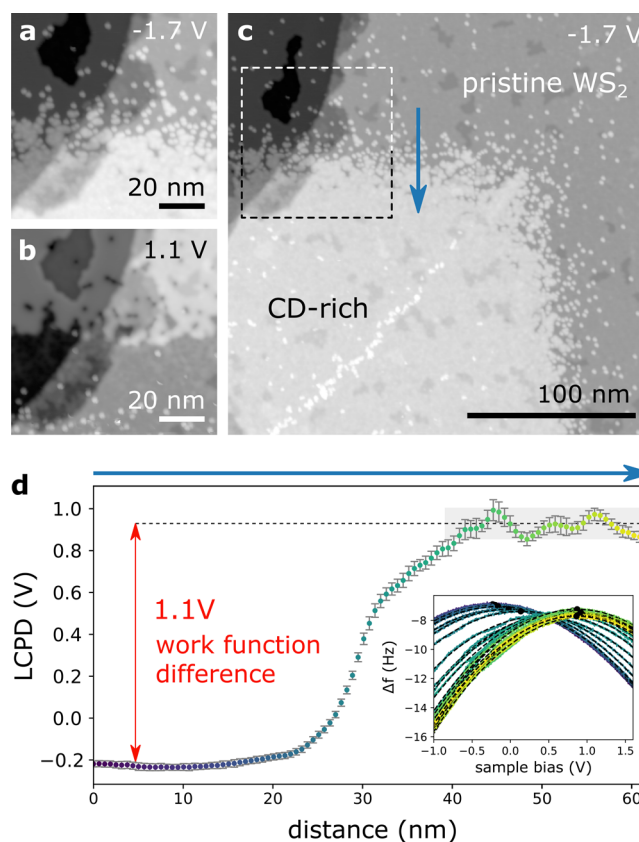 a
-1.7 V
20 nm
b
1.1 V
20 nm
c
-1.7 V
pristine WS₂
CD-rich
100 nm
d
LCPD (V)
1.0
0.8
0.6
0.4
0.2
0.0
−0.2
1.1V
work function
difference
Δf (Hz)
−8
−10
−11
−13
−14
−16
−1.0
−0.5
0.0
0.5
1.0
1.5
sample bias (V)
0
10
20
30
40
50
60
distance (nm)